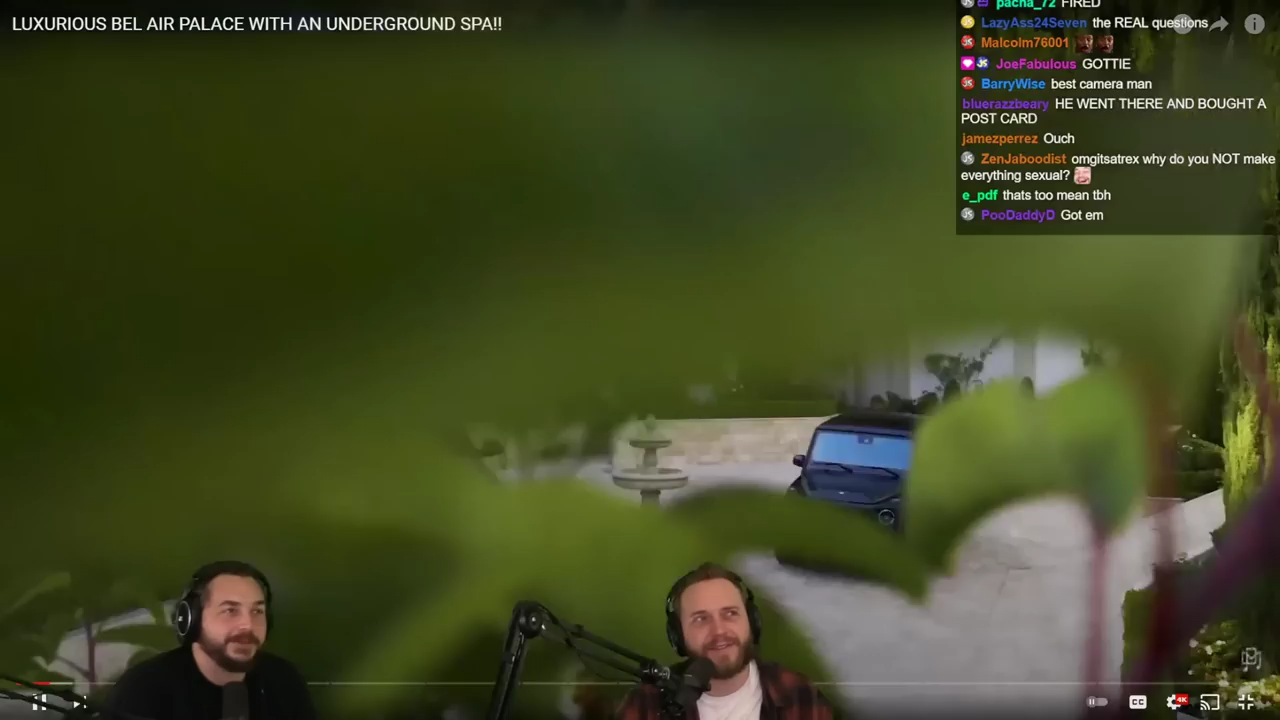 LUXURIOUS BEL AIR PALACE WITH AN UNDERGROUND SPA!!
pacha_72 FIRED
LazyAss24Seven the REAL questions
Malcolm76001
JoeFabulous GOTTIE
BarryWise best camera man
bluerazzbeary HE WENT THERE AND BOUGHT A
POST CARD
jamezperrez Ouch
ZenJaboodist omgitsatrex why do you NOT make
everything sexual?
e_pdf thats too mean tbh
PooDaddyD Got em
CC
4K